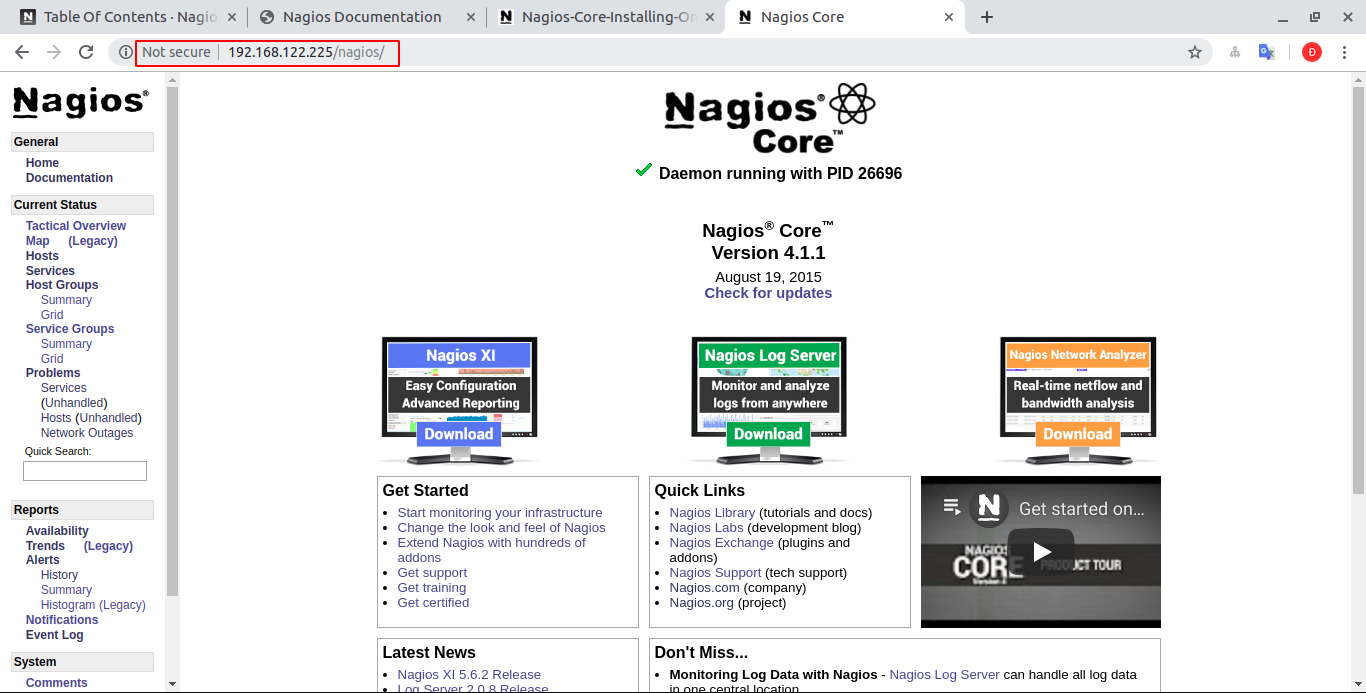 Table Of Contents · Nagio
Nagios Documentation
Nagios-Core-Installing-On
Nagios Core
Not secure | 192.168.122.225/nagios/
Đ
Nagios®
General
Home
Documentation
Current Status
Tactical Overview
Map (Legacy)
Hosts
Services
Host Groups
Summary
Grid
Service Groups
Summary
Grid
Problems
Services
(Unhandled)
Hosts (Unhandled)
Network Outages
Quick Search:
Reports
Availability
Trends (Legacy)
Alerts
History
Summary
Histogram (Legacy)
Notifications
Event Log
System
Comments
Nagios®
Core™
Daemon running with PID 26696
Nagios® Core™
Version 4.1.1
August 19, 2015
Check for updates
Nagios XI
Easy Configuration
Advanced Reporting
Download
Nagios Log Server
Monitor and analyze
logs from anywhere
Download
Nagios Network Analyzer
Real-time netflow and
bandwidth analysis
Download
Get Started
Start monitoring your infrastructure
Change the look and feel of Nagios
Extend Nagios with hundreds of
addons
Get support
Get training
Get certified
Quick Links
Nagios Library (tutorials and docs)
Nagios Labs (development blog)
Nagios Exchange (plugins and
addons)
Nagios Support (tech support)
Nagios.com (company)
Nagios.org (project)
N Get started on...
NAGIOS
CORE PRODUCT TOUR
Latest News
Nagios XI 5.6.2 Release
Log Server 2.0.8 Release
Don't Miss...
Monitoring Log Data with Nagios - Nagios Log Server can handle all log data
in one central location